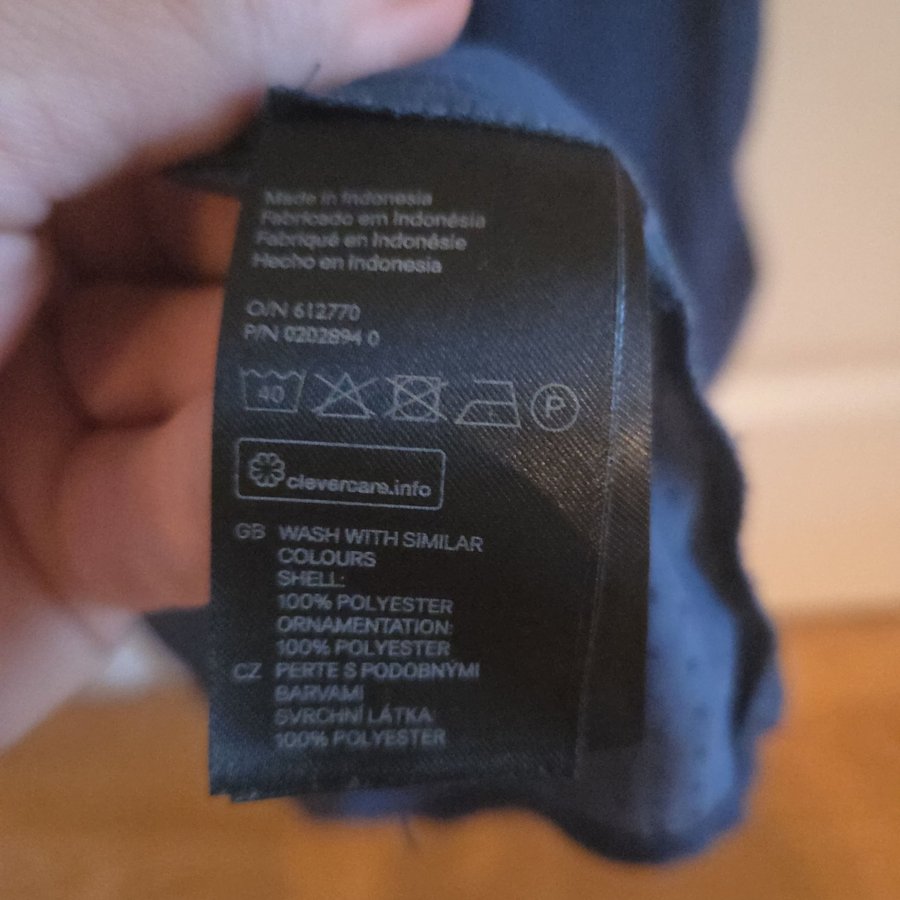 Made in Indonesia
Fabricado em Indonésia
Fabriqué en Indonésie
Hecho en Indonesia
O/N 612770
P/N 0202894 0
40 P
clevercare.info
GB WASH WITH SIMILAR
COLOURS
SHELL:
100% POLYESTER
ORNAMENTATION:
100% POLYESTER
CZ PERTE S PODOBNÝMI
BARVAMI
SVRCHNÍ LÁTKA:
100% POLYESTER